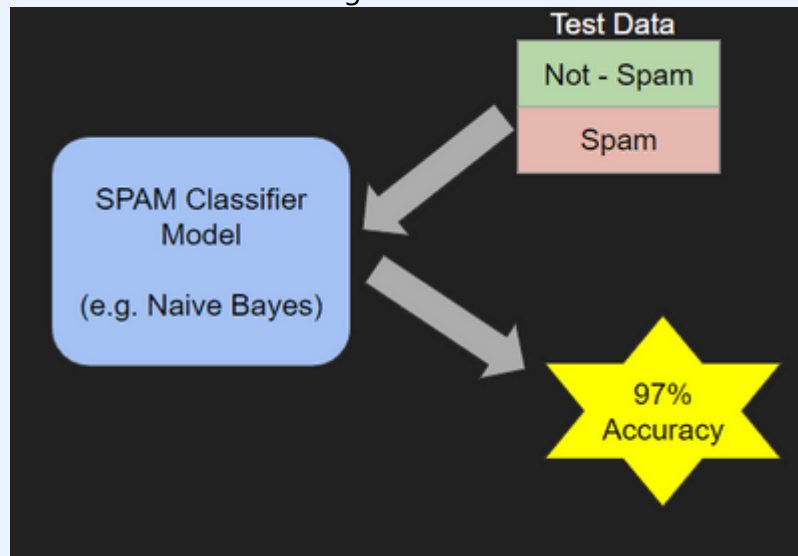 Test Data
Not - Spam
Spam
SPAM Classifier
Model
(e.g. Naive Bayes)
97%
Accuracy